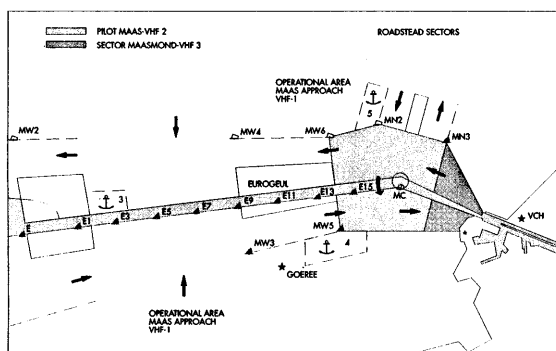 PILOT MAAS-VHF 2
SECTOR MAASMOND-VHF 3
ROADSTEAD SECTORS
OPERATIONAL AREA
MAAS APPROACH
VHF-1
5
MN2
MN3
MW2
MW4
MW6
EUROGEUL
3
E
E1
E3
E5
E7
E9
E11
E13
E15
MC
VCH
MW5
MW3
4
GOEREE
OPERATIONAL AREA
MAAS APPROACH
VHF-1